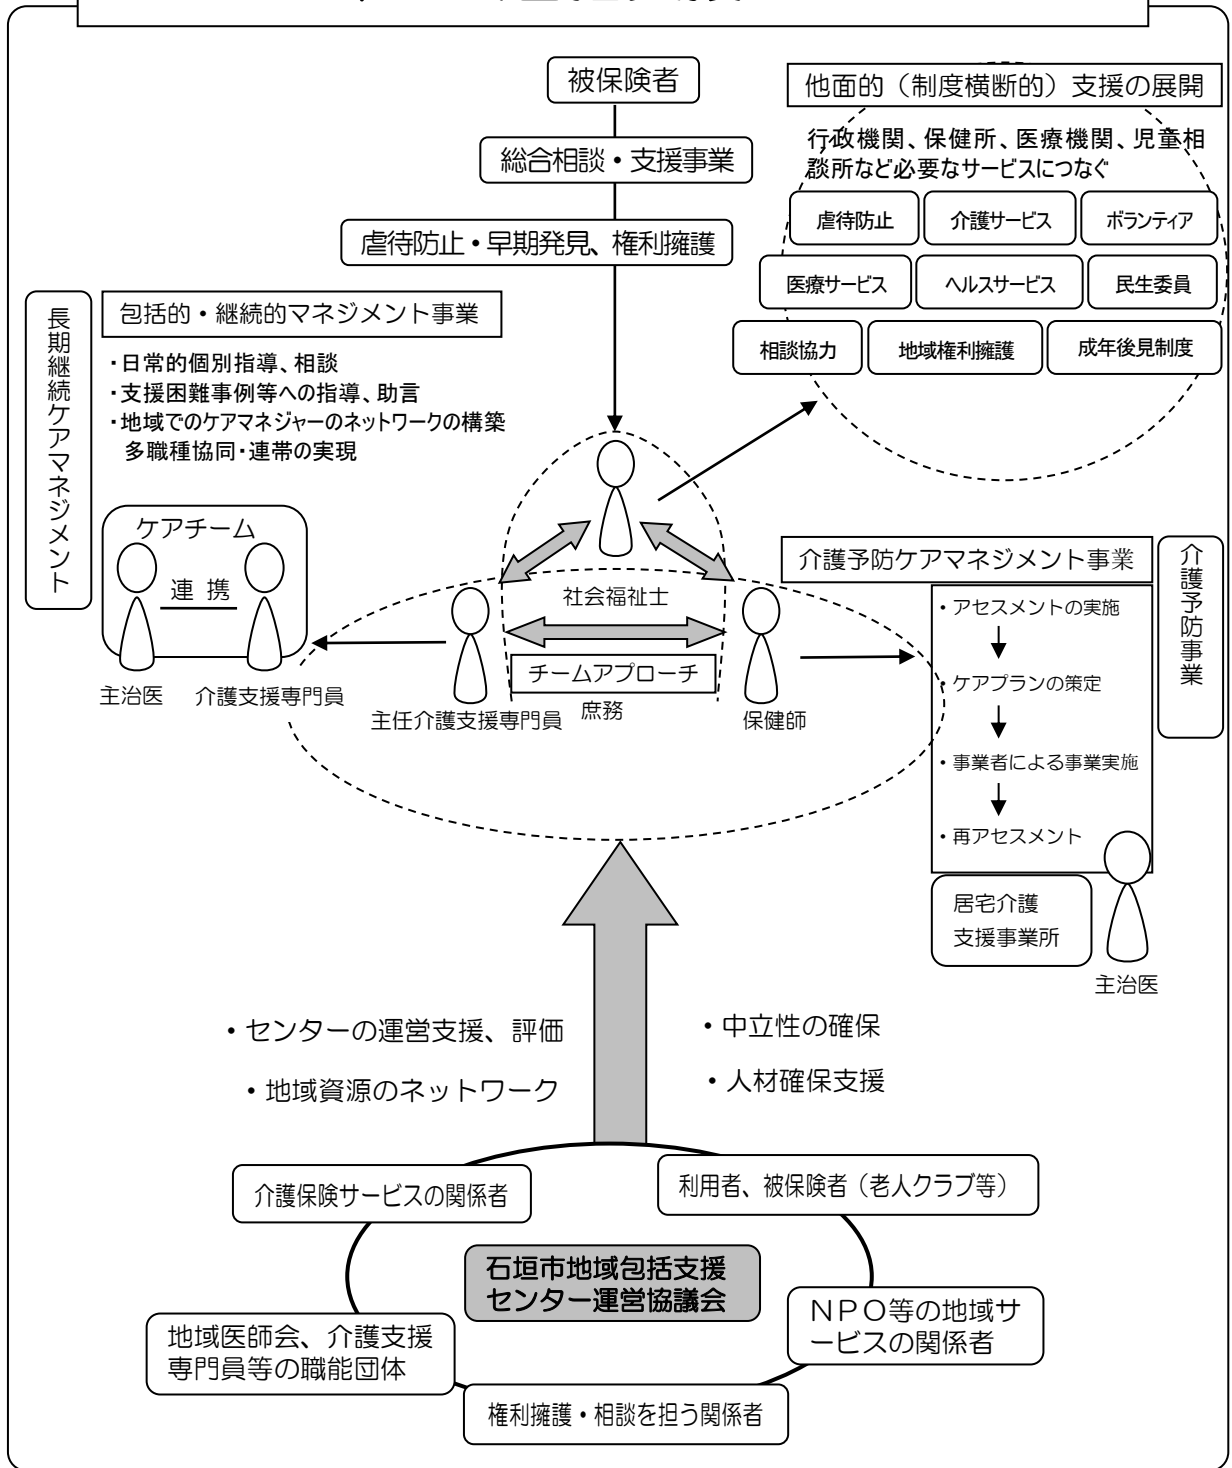 被保険者
総合相談・支援事業
虐待防止・早期発見、権利擁護
他面的（制度横断的）支援の展開
行政機関、保健所、医療機関、児童相
談所など必要なサービスにつなぐ
虐待防止
介護サービス
ボランティア
医療サービス
ヘルスサービス
民生委員
相談協力
地域権利擁護
成年後見制度
長期継続ケアマネジメント
包括的・継続的マネジメント事業
・日常的個別指導、相談
・支援困難事例等への指導、助言
・地域でのケアマネジャーのネットワークの構築
多職種協同・連帯の実現
ケアチーム
連 携
主治医
介護支援専門員
社会福祉士
チームアプローチ
主任介護支援専門員
庶務
保健師
介護予防ケアマネジメント事業
介護予防事業
・アセスメントの実施
・ケアプランの策定
・事業者による事業実施
・再アセスメント
居宅介護
支援事業所
主治医
・センターの運営支援、評価
・地域資源のネットワーク
・中立性の確保
・人材確保支援
介護保険サービスの関係者
利用者、被保険者（老人クラブ等）
石垣市地域包括支援
センター運営協議会
地域医師会、介護支援
専門員等の職能団体
ＮＰＯ等の地域サ
ービスの関係者
権利擁護・相談を担う関係者